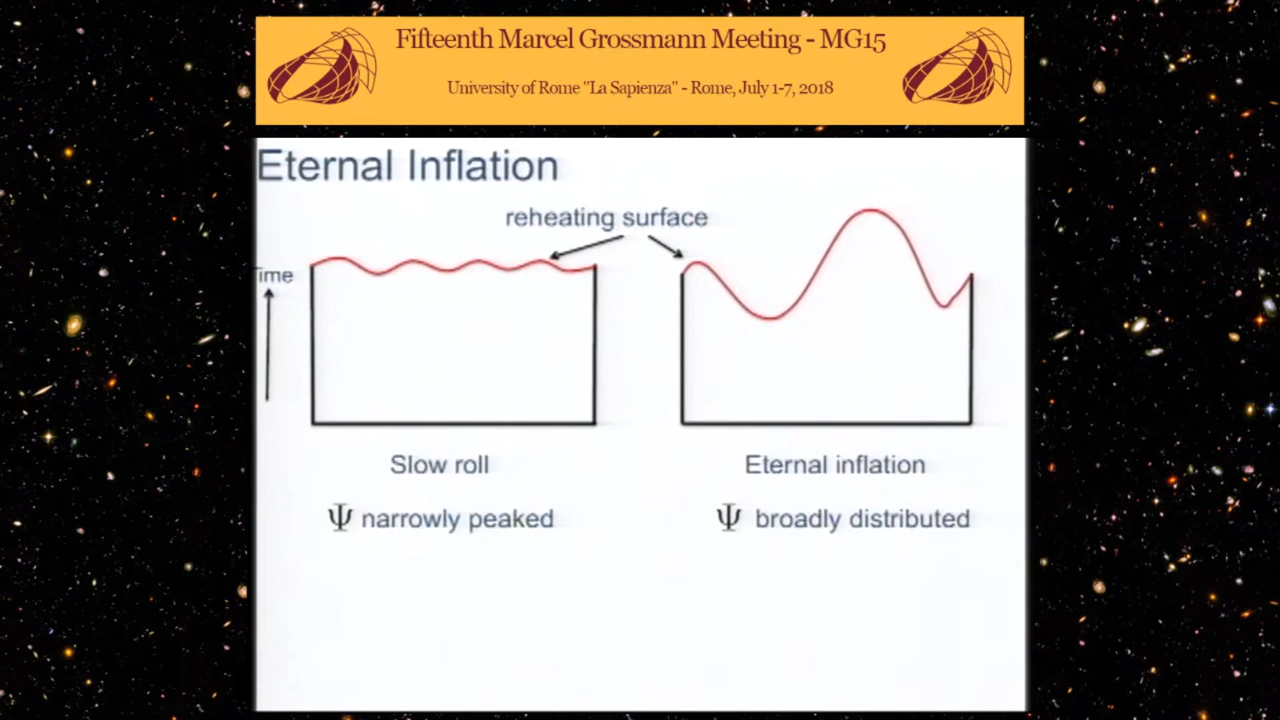 Fifteenth Marcel Grossmann Meeting - MG15
University of Rome "La Sapienza" - Rome, July 1-7, 2018
Eternal Inflation
reheating surface
ime
Slow roll
Eternal inflation
Ψ narrowly peaked
Ψ broadly distributed